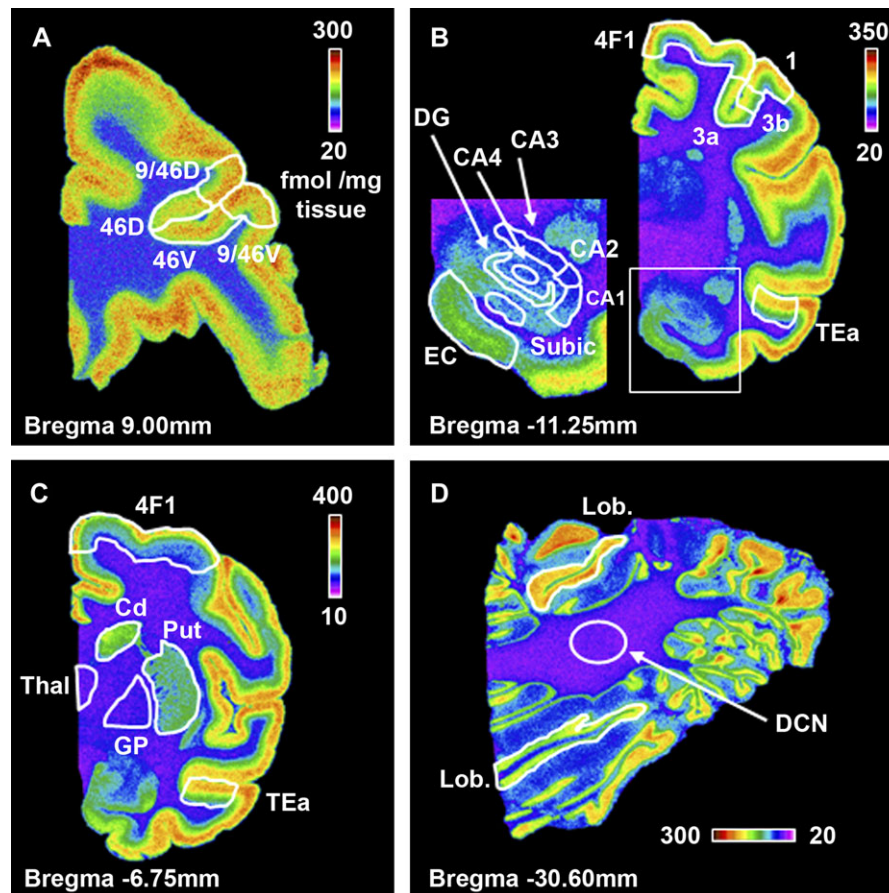 A
300
20
fmol /mg
tissue
9/46D
46D
46V
9/46V
Bregma 9.00mm
B
4F1
350
20
1
DG
CA4
CA3
3a
3b
CA2
CA1
EC
Subic
TEa
Bregma -11.25mm
C
4F1
400
10
Cd
Put
Thal
GP
TEa
Bregma -6.75mm
D
Lob.
DCN
Lob.
300
20
Bregma -30.60mm